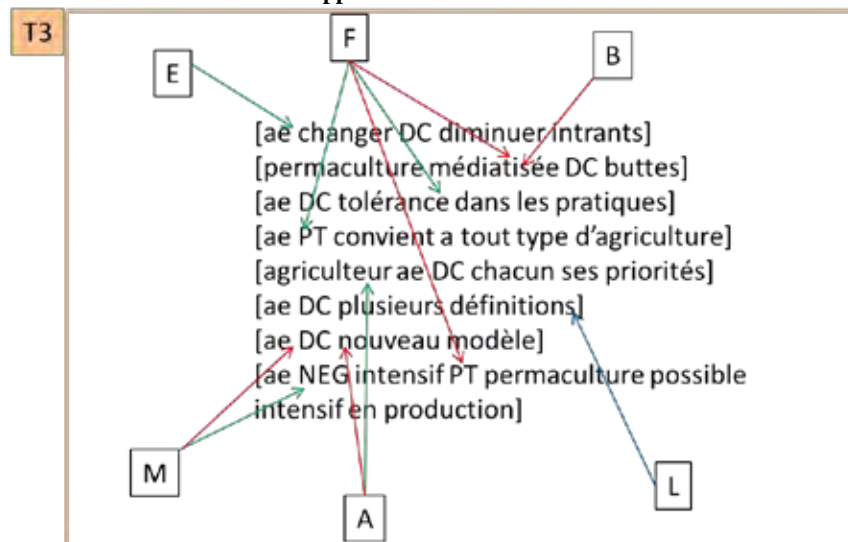 T3
F
B
E
[ae changer DC diminuer intrants]
[permaculture médiatisée DC buttes]
[ae DC tolérance dans les pratiques]
[ae PT convient a tout type d'agriculture]
[agriculteur ae DC chacun ses priorités]
[ae DC plusieurs définitions]
[ae DC nouveau modèle]
[ae NEG intensif PT permaculture possible
intensif en production]
M
A
L